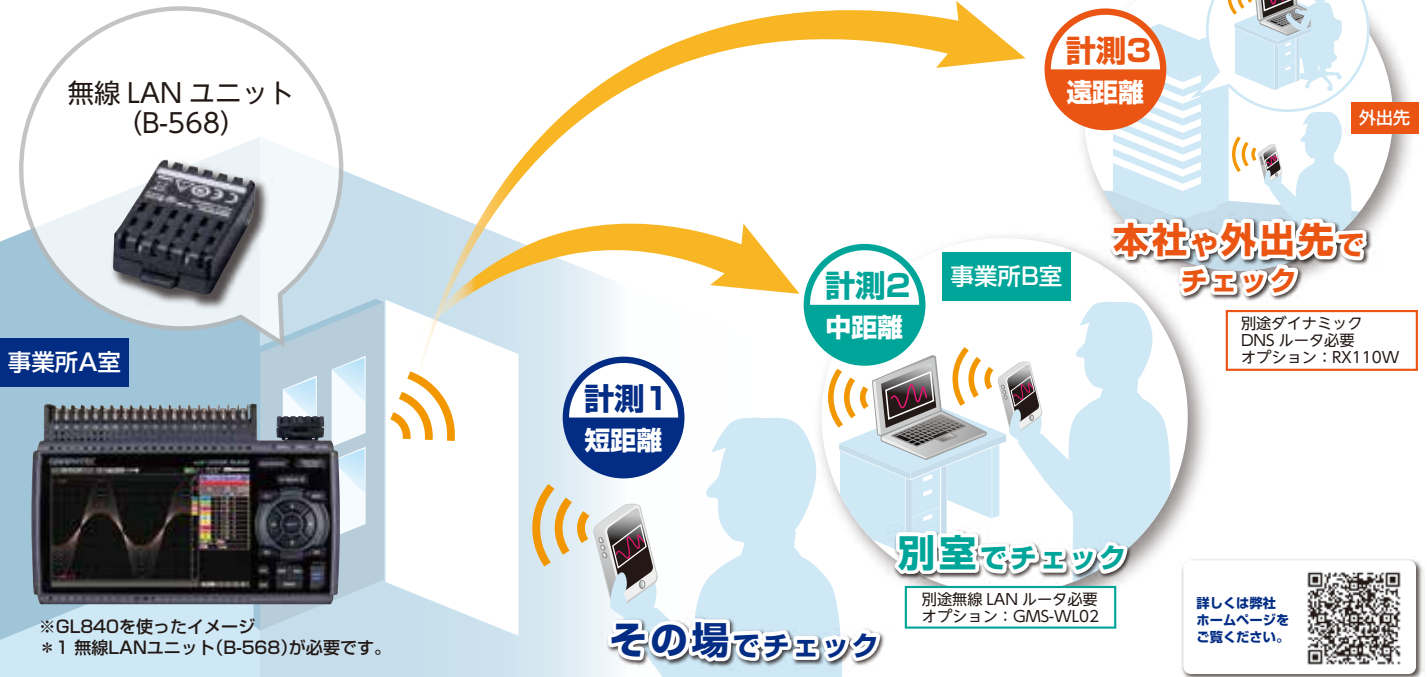 無線 LAN ユニット
(B-568)
事業所A室
GRAPHTEC
※GL840を使ったイメージ
＊1 無線LANユニット(B-568)が必要です。
計測1
短距離
その場でチェック
計測2
中距離
事業所B室
別室でチェック
別途無線 LAN ルータ必要
オプション：GMS-WL02
計測3
遠距離
外出先
本社や外出先で
チェック
別途ダイナミック
DNS ルータ必要
オプション：RX110W
詳しくは弊社
ホームページを
ご覧ください。